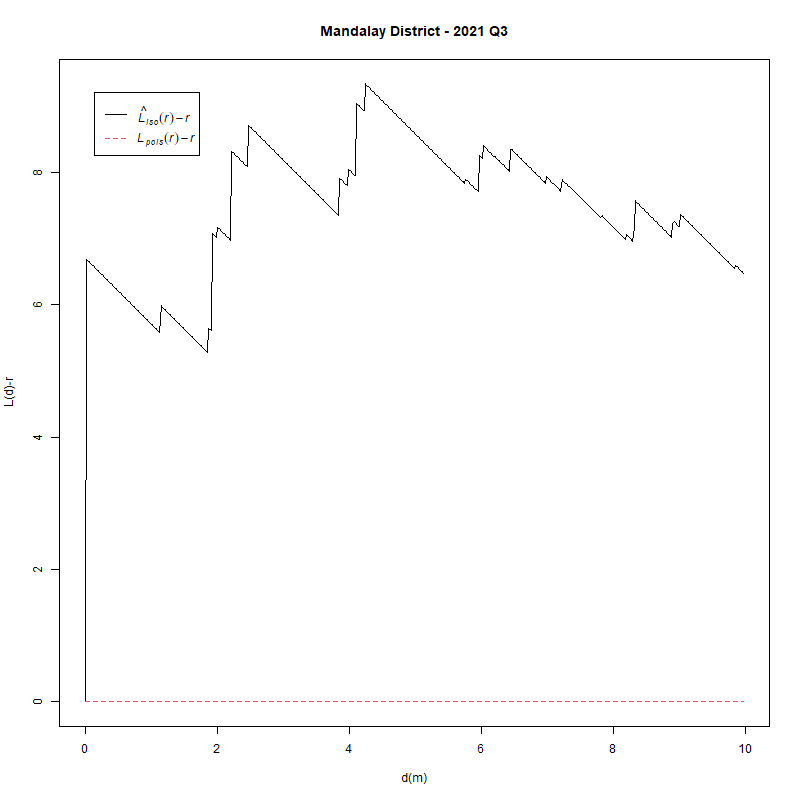 Mandalay District - 2021 Q3
L̂iso(r)−r
Lpois(r)−r
8
6
4
2
0
L(d)-r
0 2 4 6 8 10
d(m)